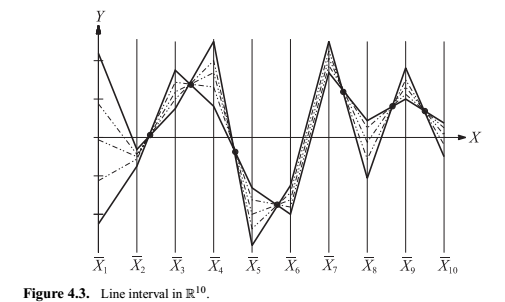 Y
X
X̅₁ X̅₂ X̅₃ X̅₄ X̅₅ X̅₆ X̅₇ X̅₈ X̅₉ X̅₁₀
Figure 4.3. Line interval in ℝ¹⁰.